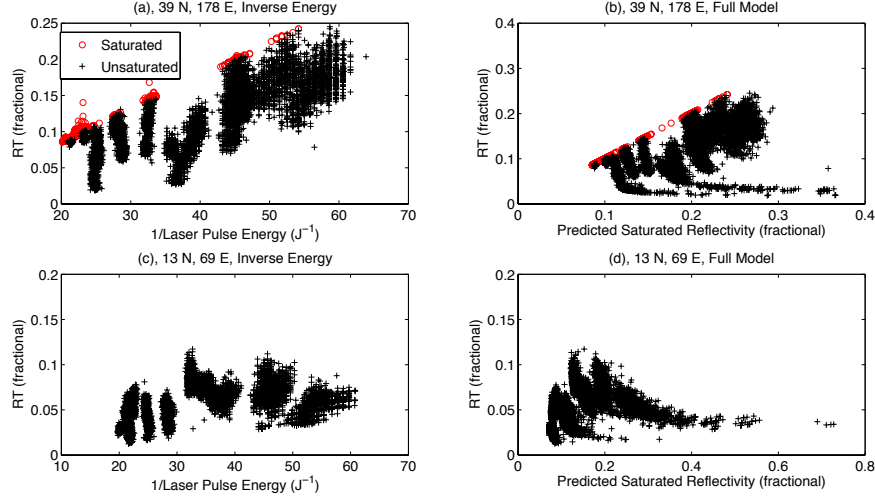 (a), 39 N, 178 E, Inverse Energy
0.25
0.2
0.15
0.1
0.05
0
RT (fractional)
Saturated
Unsaturated
20 30 40 50 60 70
1/Laser Pulse Energy (J⁻¹)
(b), 39 N, 178 E, Full Model
0.4
0.3
0.2
0.1
0
RT (fractional)
0 0.1 0.2 0.3 0.4
Predicted Saturated Reflectivity (fractional)
(c), 13 N, 69 E, Inverse Energy
0.2
0.15
0.1
0.05
0
RT (fractional)
10 20 30 40 50 60 70
1/Laser Pulse Energy (J⁻¹)
(d), 13 N, 69 E, Full Model
0.2
0.15
0.1
0.05
0
RT (fractional)
0 0.2 0.4 0.6 0.8
Predicted Saturated Reflectivity (fractional)